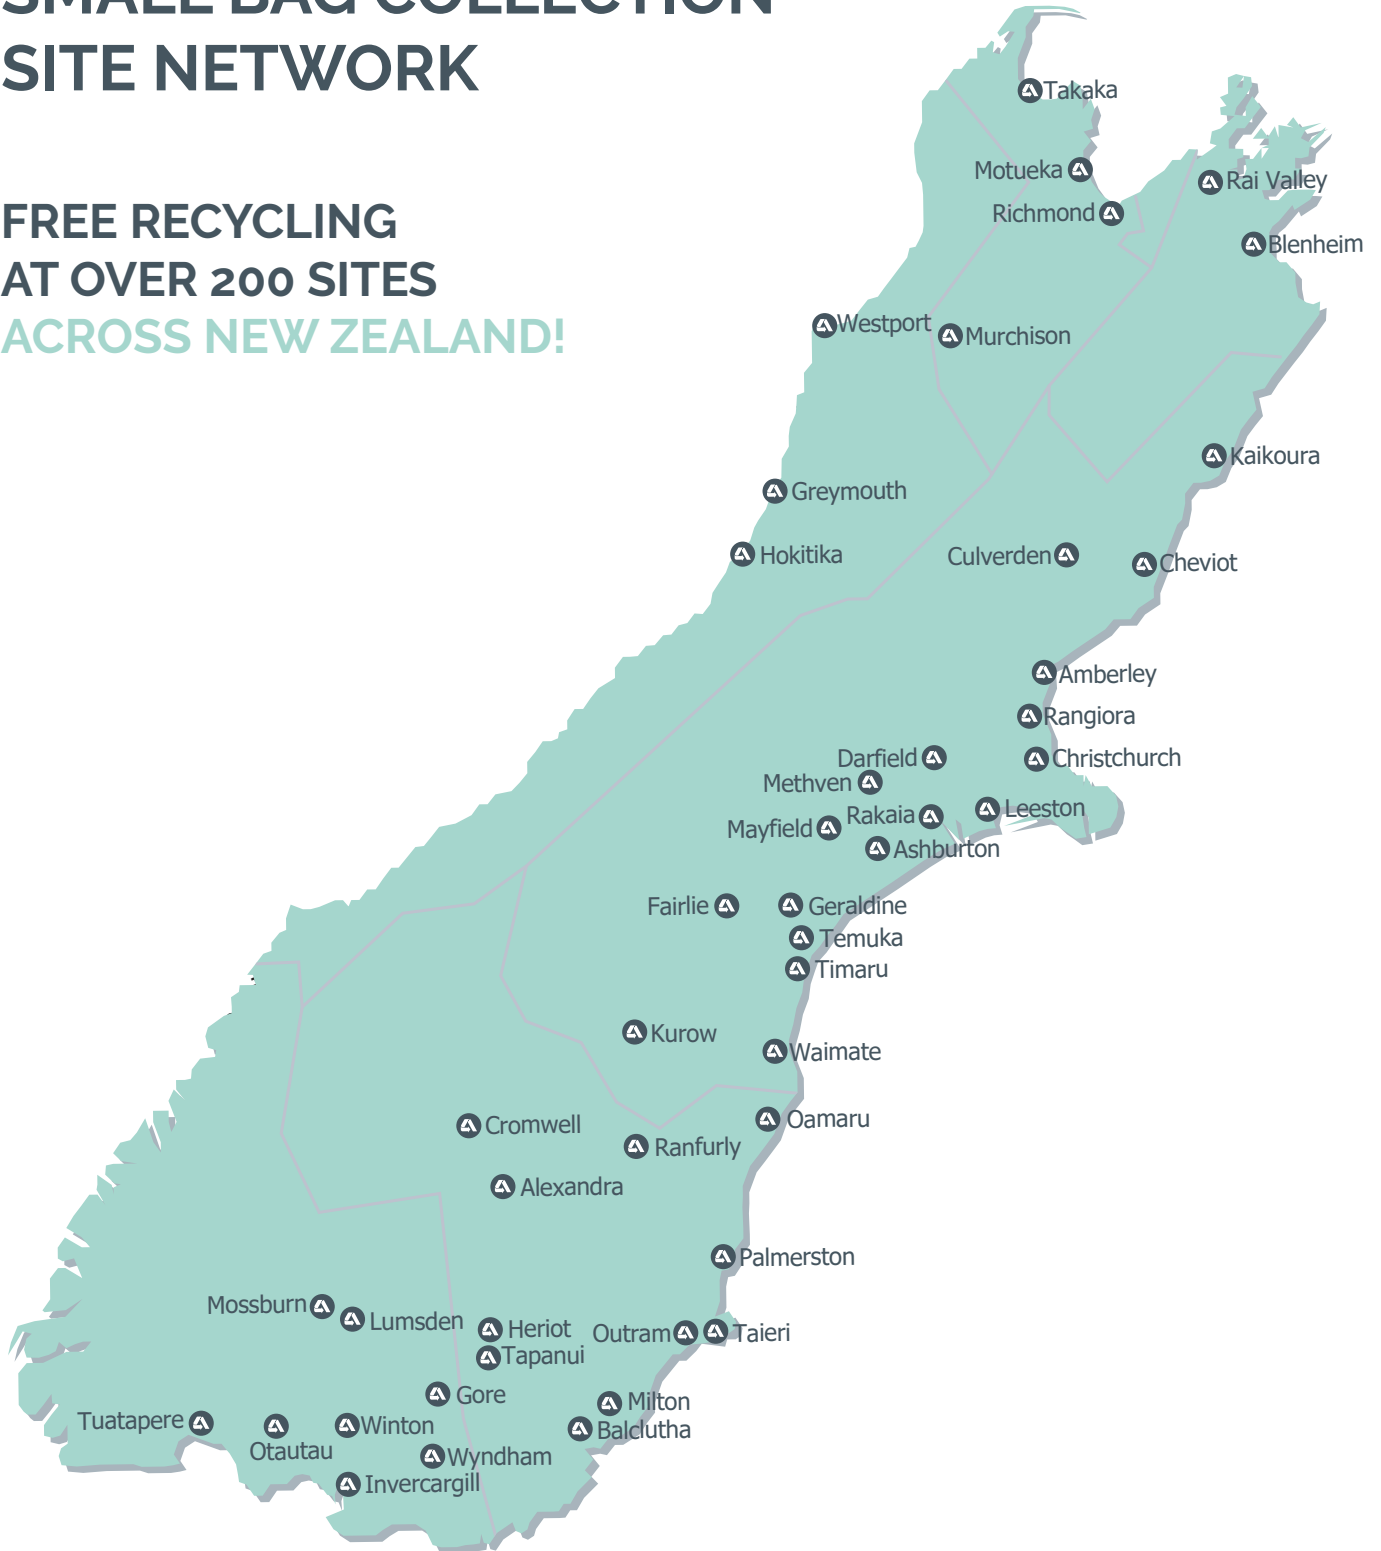 SMALL BAG COLLECTION
SITE NETWORK
FREE RECYCLING
AT OVER 200 SITES
ACROSS NEW ZEALAND!
Takaka
Motueka
Rai Valley
Richmond
Blenheim
Westport
Murchison
Kaikoura
Greymouth
Hokitika
Culverden
Cheviot
Amberley
Rangiora
Darfield
Christchurch
Methven
Leeston
Rakaia
Mayfield
Ashburton
Fairlie
Geraldine
Temuka
Timaru
Kurow
Waimate
Oamaru
Cromwell
Ranfurly
Alexandra
Palmerston
Mossburn
Lumsden
Heriot
Outram
Taieri
Tapanui
Gore
Milton
Tuatapere
Winton
Balclutha
Otautau
Wyndham
Invercargill